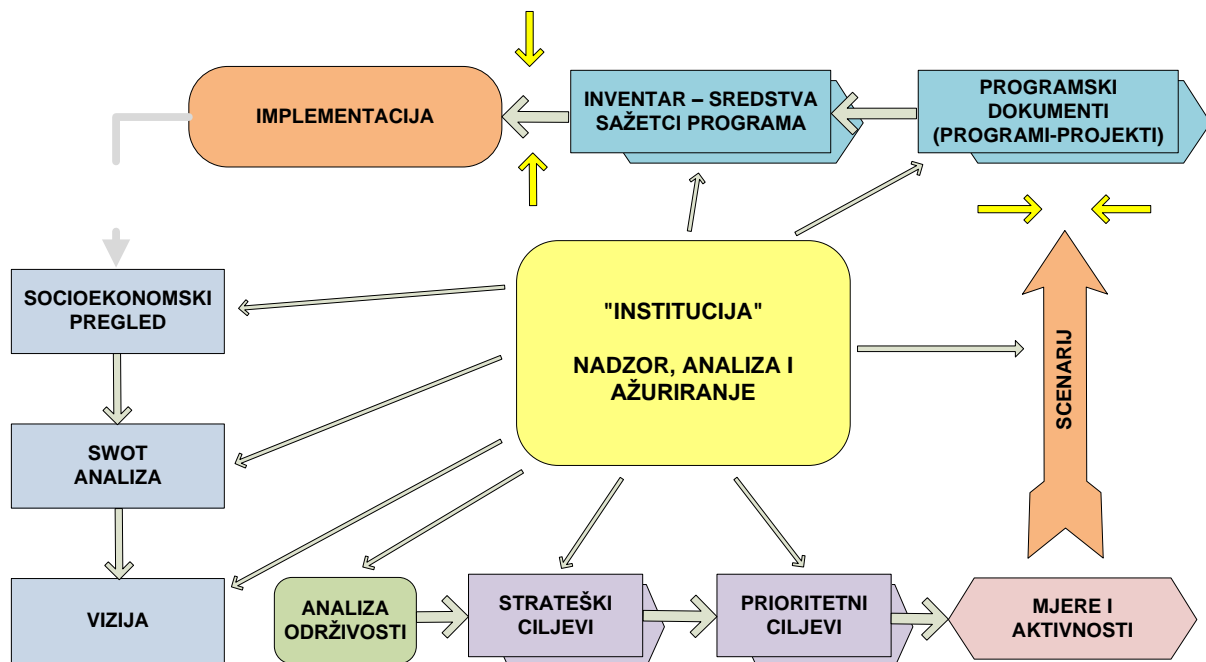 IMPLEMENTACIJA
INVENTAR – SREDSTVA
SAŽETCI PROGRAMA
PROGRAMSKI
DOKUMENTI
(PROGRAMI-PROJEKTI)
SOCIOEKONOMSKI
PREGLED
"INSTITUCIJA"
NADZOR, ANALIZA I
AŽURIRANJE
SCENARIJ
SWOT
ANALIZA
VIZIJA
ANALIZA
ODRŽIVOSTI
STRATEŠKI
CILJEVI
PRIORITETNI
CILJEVI
MJERE I
AKTIVNOSTI